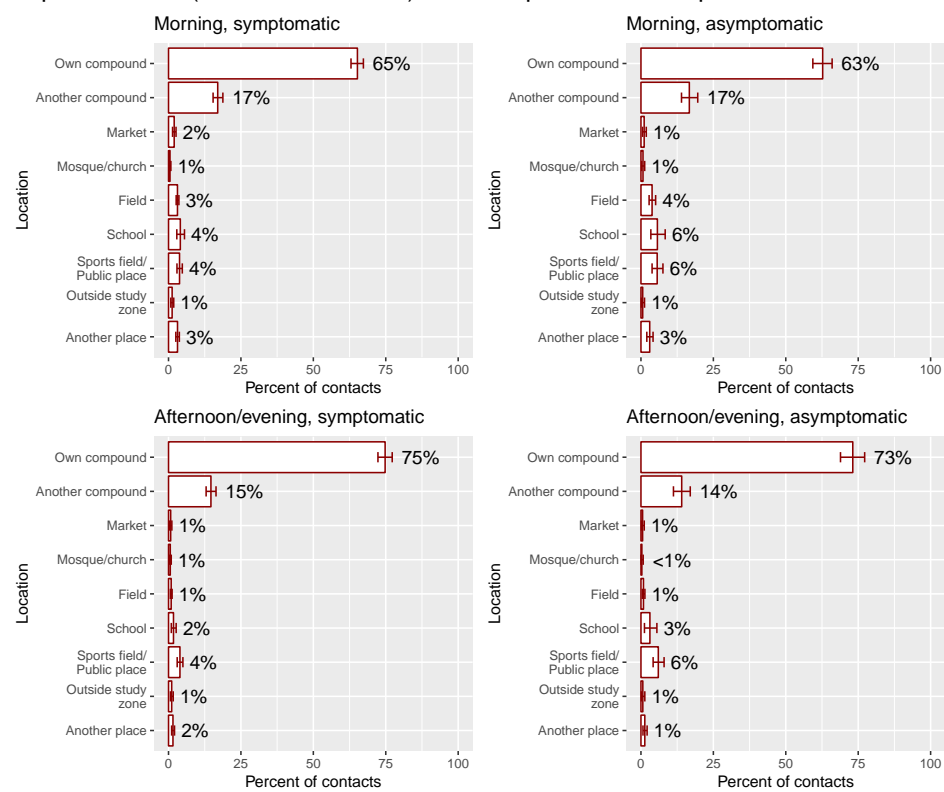 Morning, symptomatic
Own compound
65%
Another compound
17%
Market
2%
Mosque/church
1%
Field
3%
School
4%
Sports field/
Public place
4%
Outside study
zone
1%
Another place
3%
Location
0 25 50 75 100
Percent of contacts
Morning, asymptomatic
Own compound
63%
Another compound
17%
Market
1%
Mosque/church
1%
Field
4%
School
6%
Sports field/
Public place
6%
Outside study
zone
1%
Another place
3%
Location
0 25 50 75 100
Percent of contacts
Afternoon/evening, symptomatic
Own compound
75%
Another compound
15%
Market
1%
Mosque/church
1%
Field
1%
School
2%
Sports field/
Public place
4%
Outside study
zone
1%
Another place
2%
Location
0 25 50 75 100
Percent of contacts
Afternoon/evening, asymptomatic
Own compound
73%
Another compound
14%
Market
1%
Mosque/church
<1%
Field
1%
School
3%
Sports field/
Public place
6%
Outside study
zone
1%
Another place
1%
Location
0 25 50 75 100
Percent of contacts